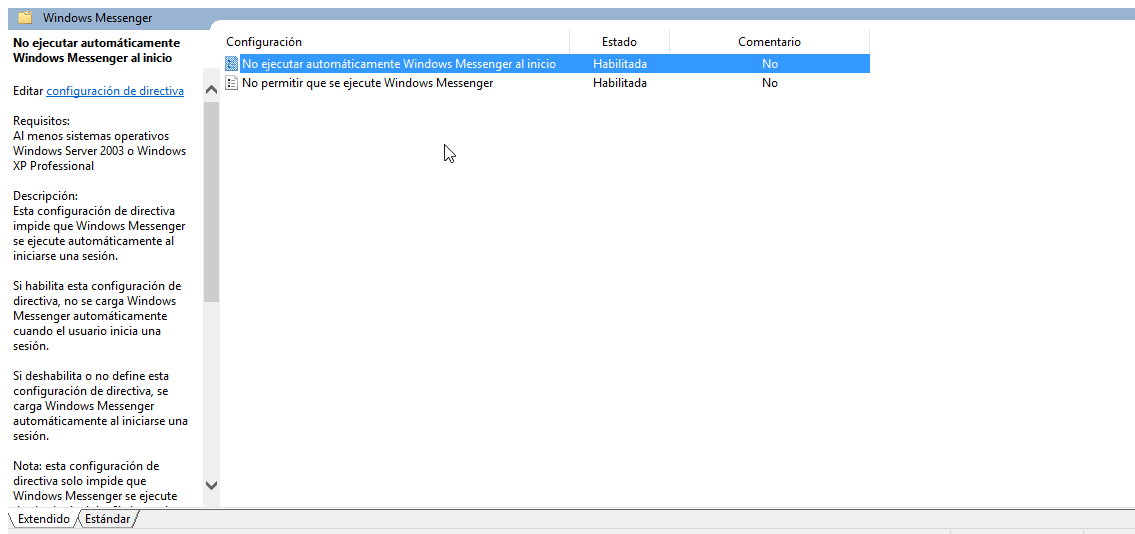 Windows Messenger
No ejecutar automáticamente
Windows Messenger al inicio
Editar configuración de directiva
Requisitos:
Al menos sistemas operativos
Windows Server 2003 o Windows
XP Professional
Descripción:
Esta configuración de directiva
impide que Windows Messenger
se ejecute automáticamente al
iniciarse una sesión.
Si habilita esta configuración de
directiva, no se carga Windows
Messenger automáticamente
cuando el usuario inicia una
sesión.
Si deshabilita o no define esta
configuración de directiva, se
carga Windows Messenger
automáticamente al iniciarse una
sesión.
Nota: esta configuración de
directiva solo impide que
Windows Messenger se ejecute
Configuración Estado Comentario
No ejecutar automáticamente Windows Messenger al inicio Habilitada No
No permitir que se ejecute Windows Messenger Habilitada No
Extendido Estándar